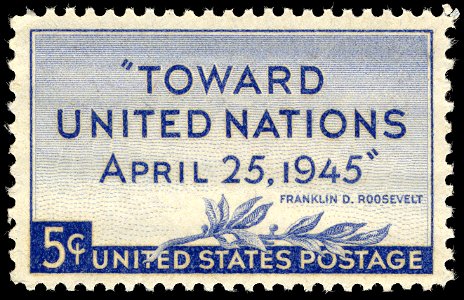 "TOWARD
UNITED NATIONS
APRIL 25, 1945"
FRANKLIN D. ROOSEVELT
5¢ UNITED STATES POSTAGE